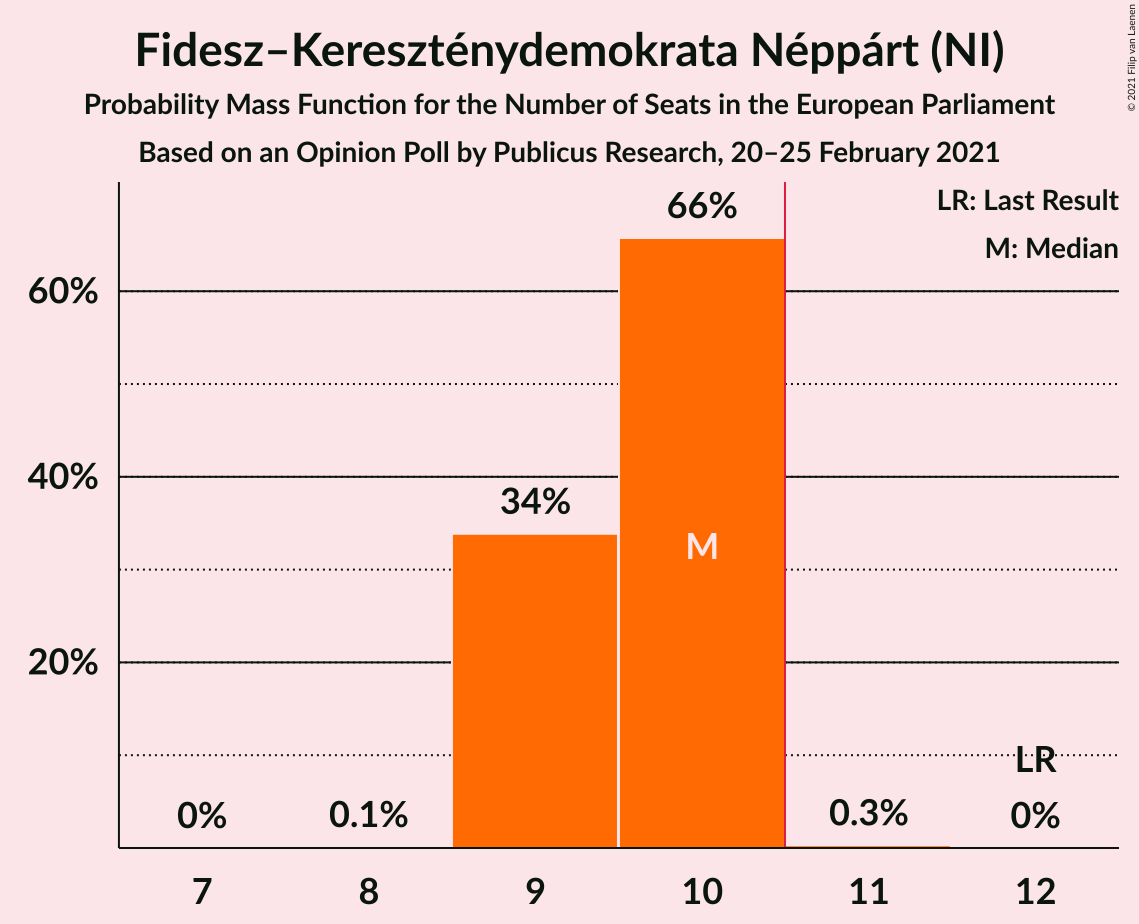 Fidesz–Kereszténydemokrata Néppárt (NI)
Probability Mass Function for the Number of Seats in the European Parliament
Based on an Opinion Poll by Publicus Research, 20–25 February 2021
© 2021 Filip van Laenen
LR: Last Result
M: Median
66%
60%
40%
34%
M
20%
LR
0%
0.1%
0.3%
0%
7
8
9
10
11
12